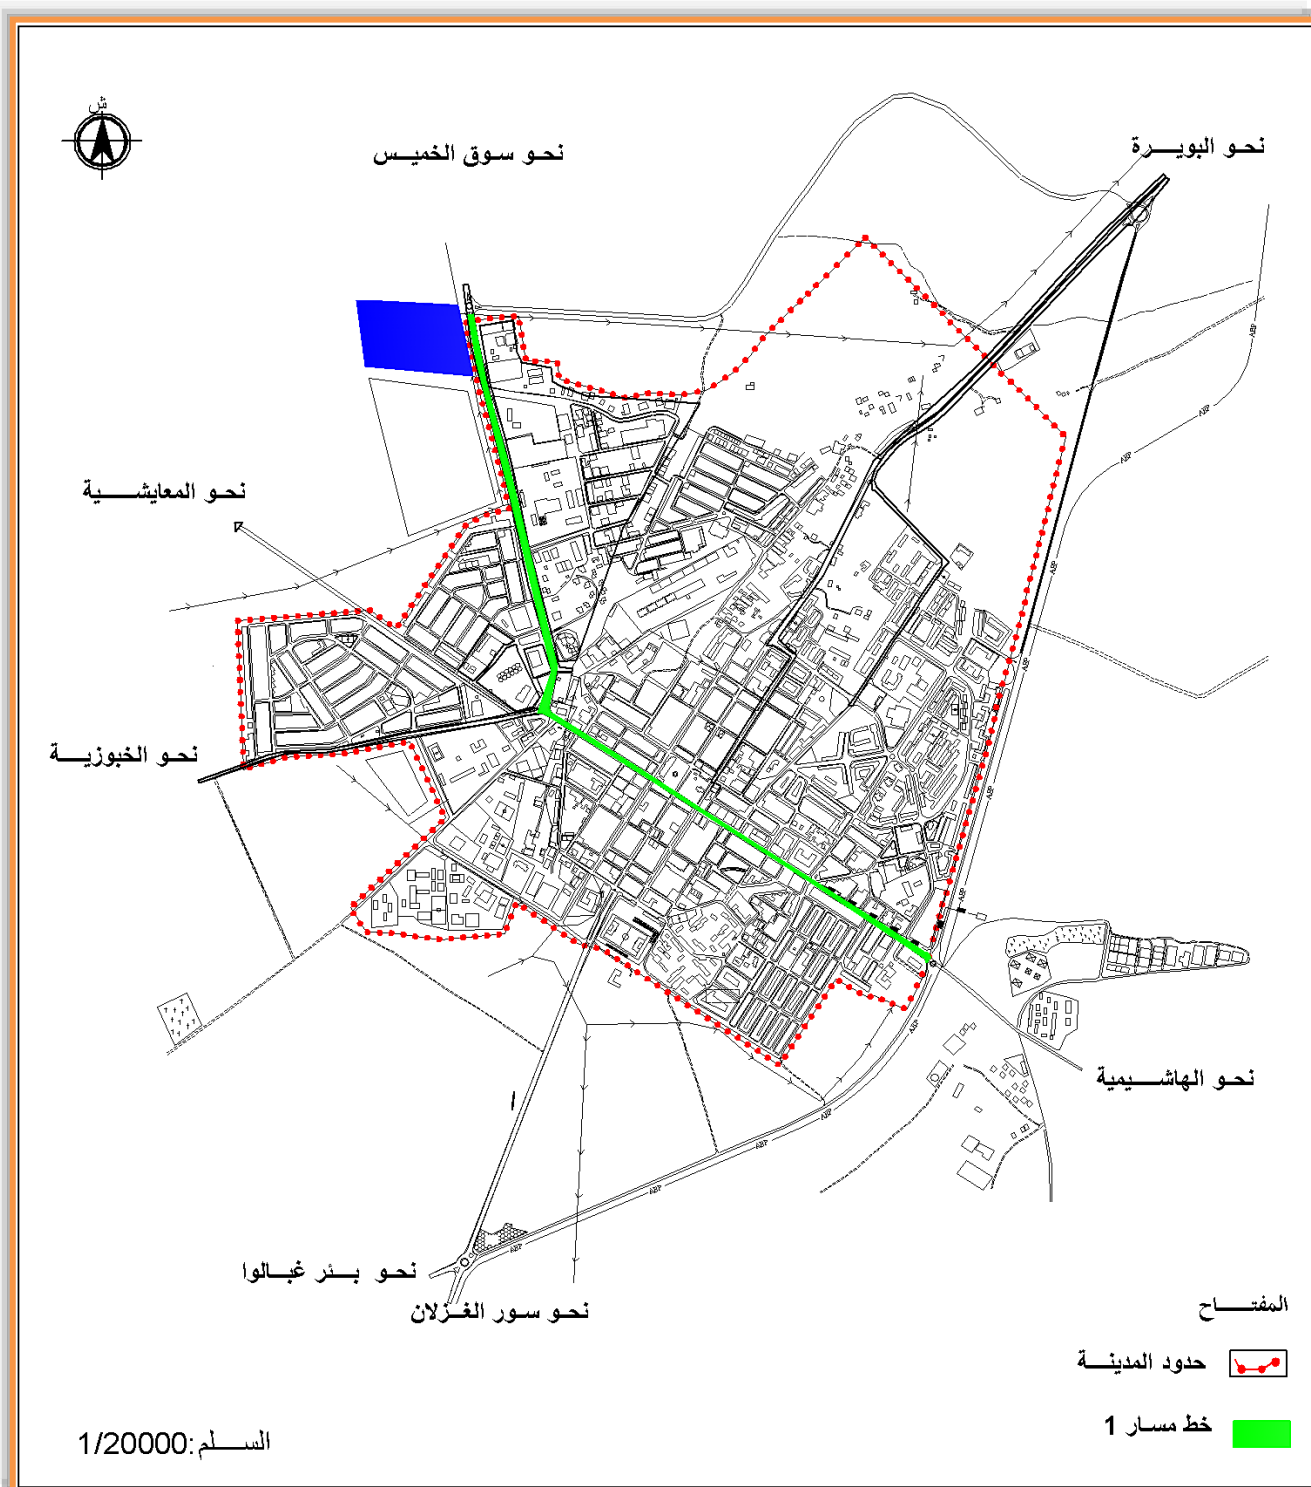 ش
نحو سوق الخميس
نحو البويرة
نحو المعايشية
نحو الخبوزية
نحو الهاشيمية
نحو بئر غبالوا
نحو سور الغزلان
المفتاح
حدود المدينة
خط مسار 1
السلم:1/20000